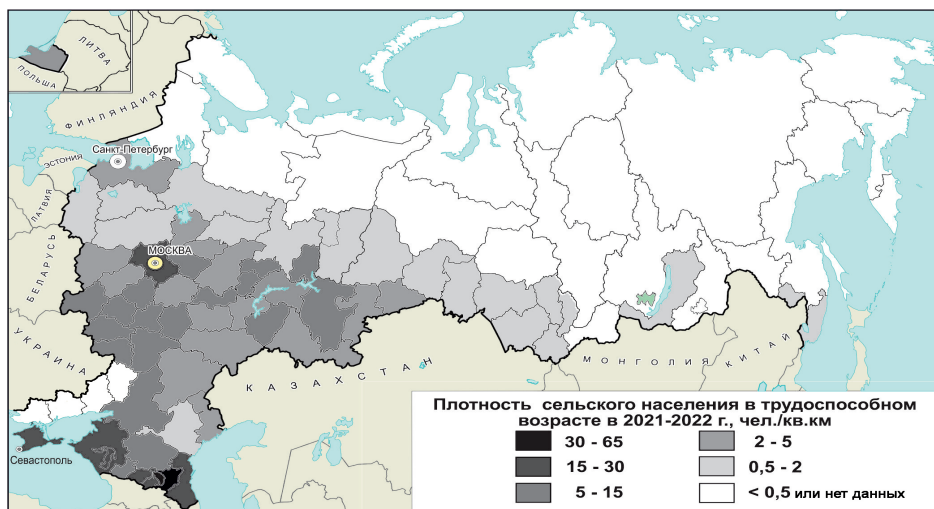 ЛИТВА
ПОЛЬША
ФИНЛЯНДИЯ
Санкт-Петербург
ЭСТОНИЯ
ЛАТВИЯ
БЕЛАРУСЬ
МОСКВА
УКРАИНА
КАЗАХСТАН
МОНГОЛИЯ
КИТАЙ
Севастополь
Плотность сельского населения в трудоспособном
возрасте в 2021-2022 г., чел./кв.км
30 - 65
2 - 5
15 - 30
0,5 - 2
5 - 15
< 0,5 или нет данных